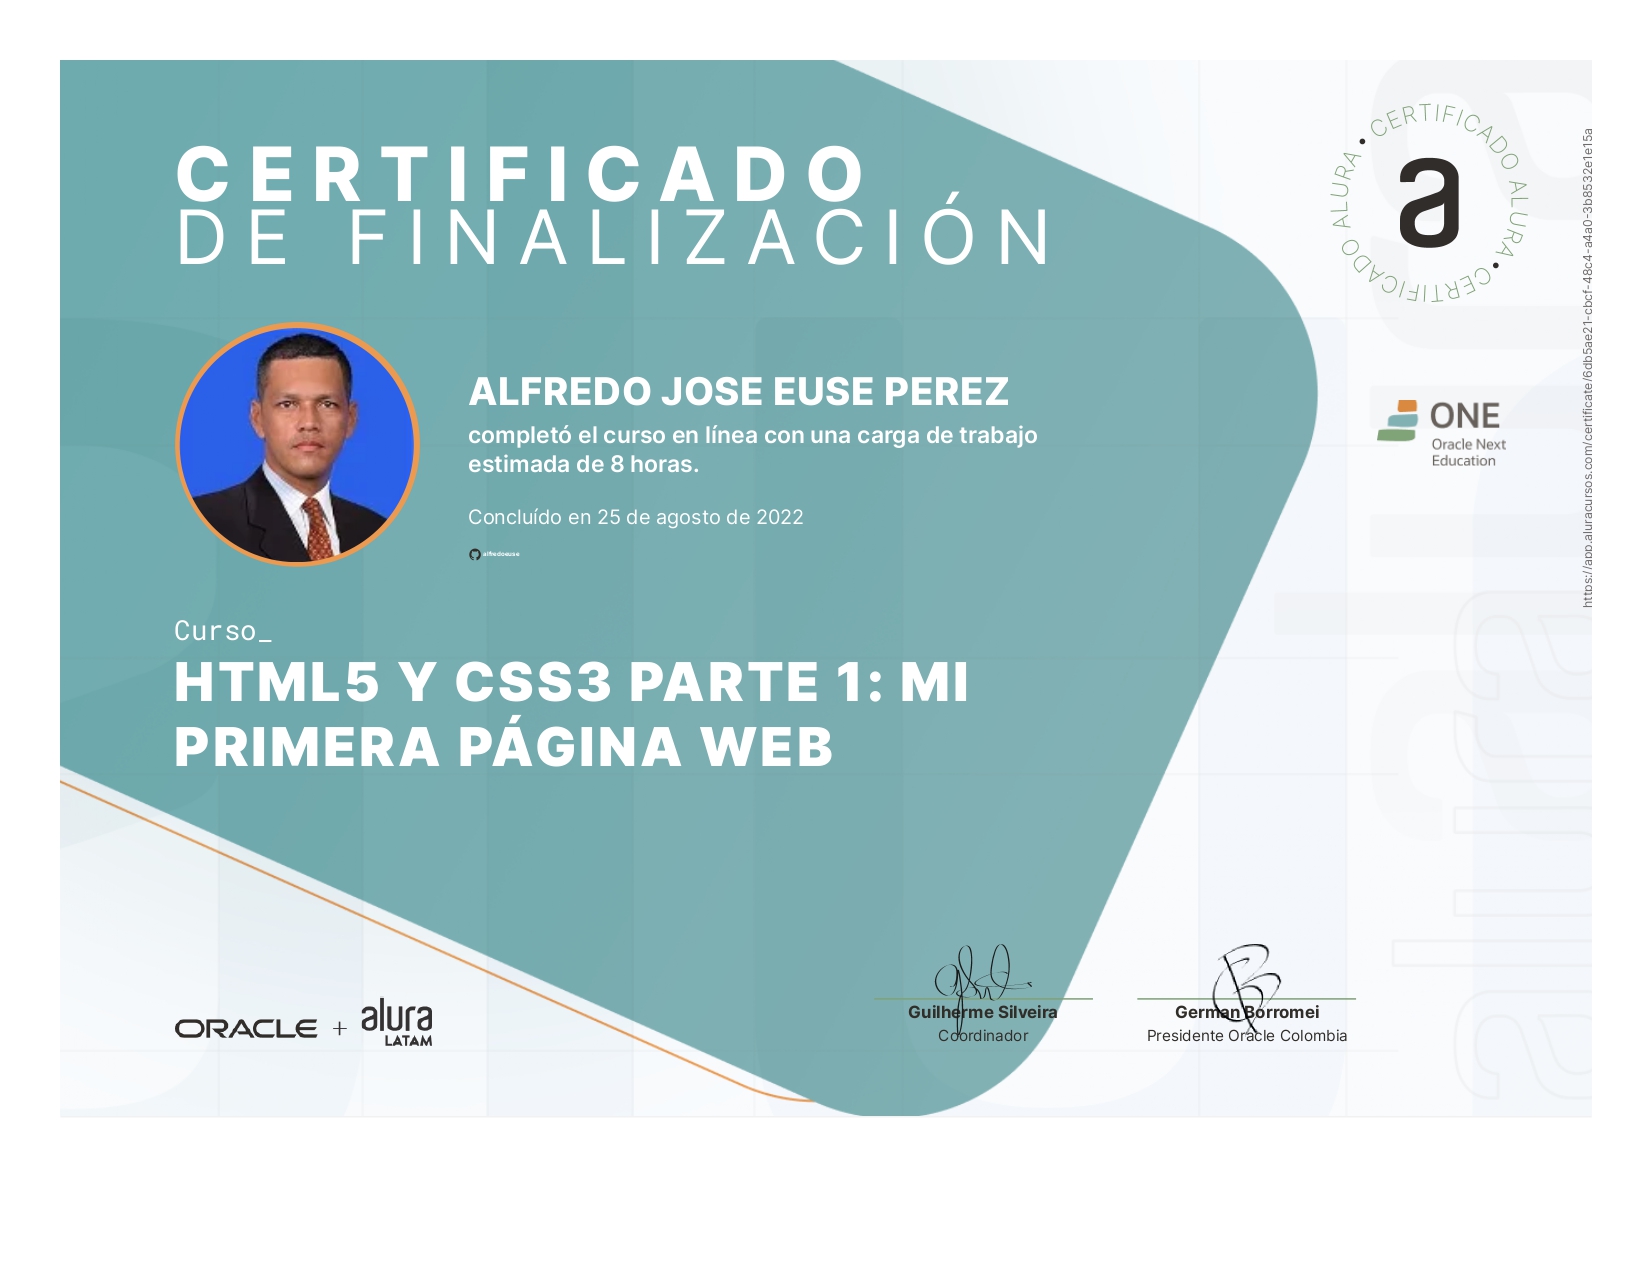 CERTIFICADO
DE FINALIZACIÓN
CERTIFICADO ALURA • CERTIFICADO ALURA •
a
ALFREDO JOSE EUSE PEREZ
completó el curso en línea con una carga de trabajo
estimada de 8 horas.
Concluído en 25 de agosto de 2022
alfredoeuse
ONE
Oracle Next
Education
https://app.aluracursos.com/certificate/6db5ae21-cbcf-48c4-a4a0-3b8532e1e15a
Curso_
HTML5 Y CSS3 PARTE 1: MI
PRIMERA PÁGINA WEB
ORACLE + alura
LATAM
Guilherme Silveira
Coordinador
German Borromei
Presidente Oracle Colombia
alura
alura